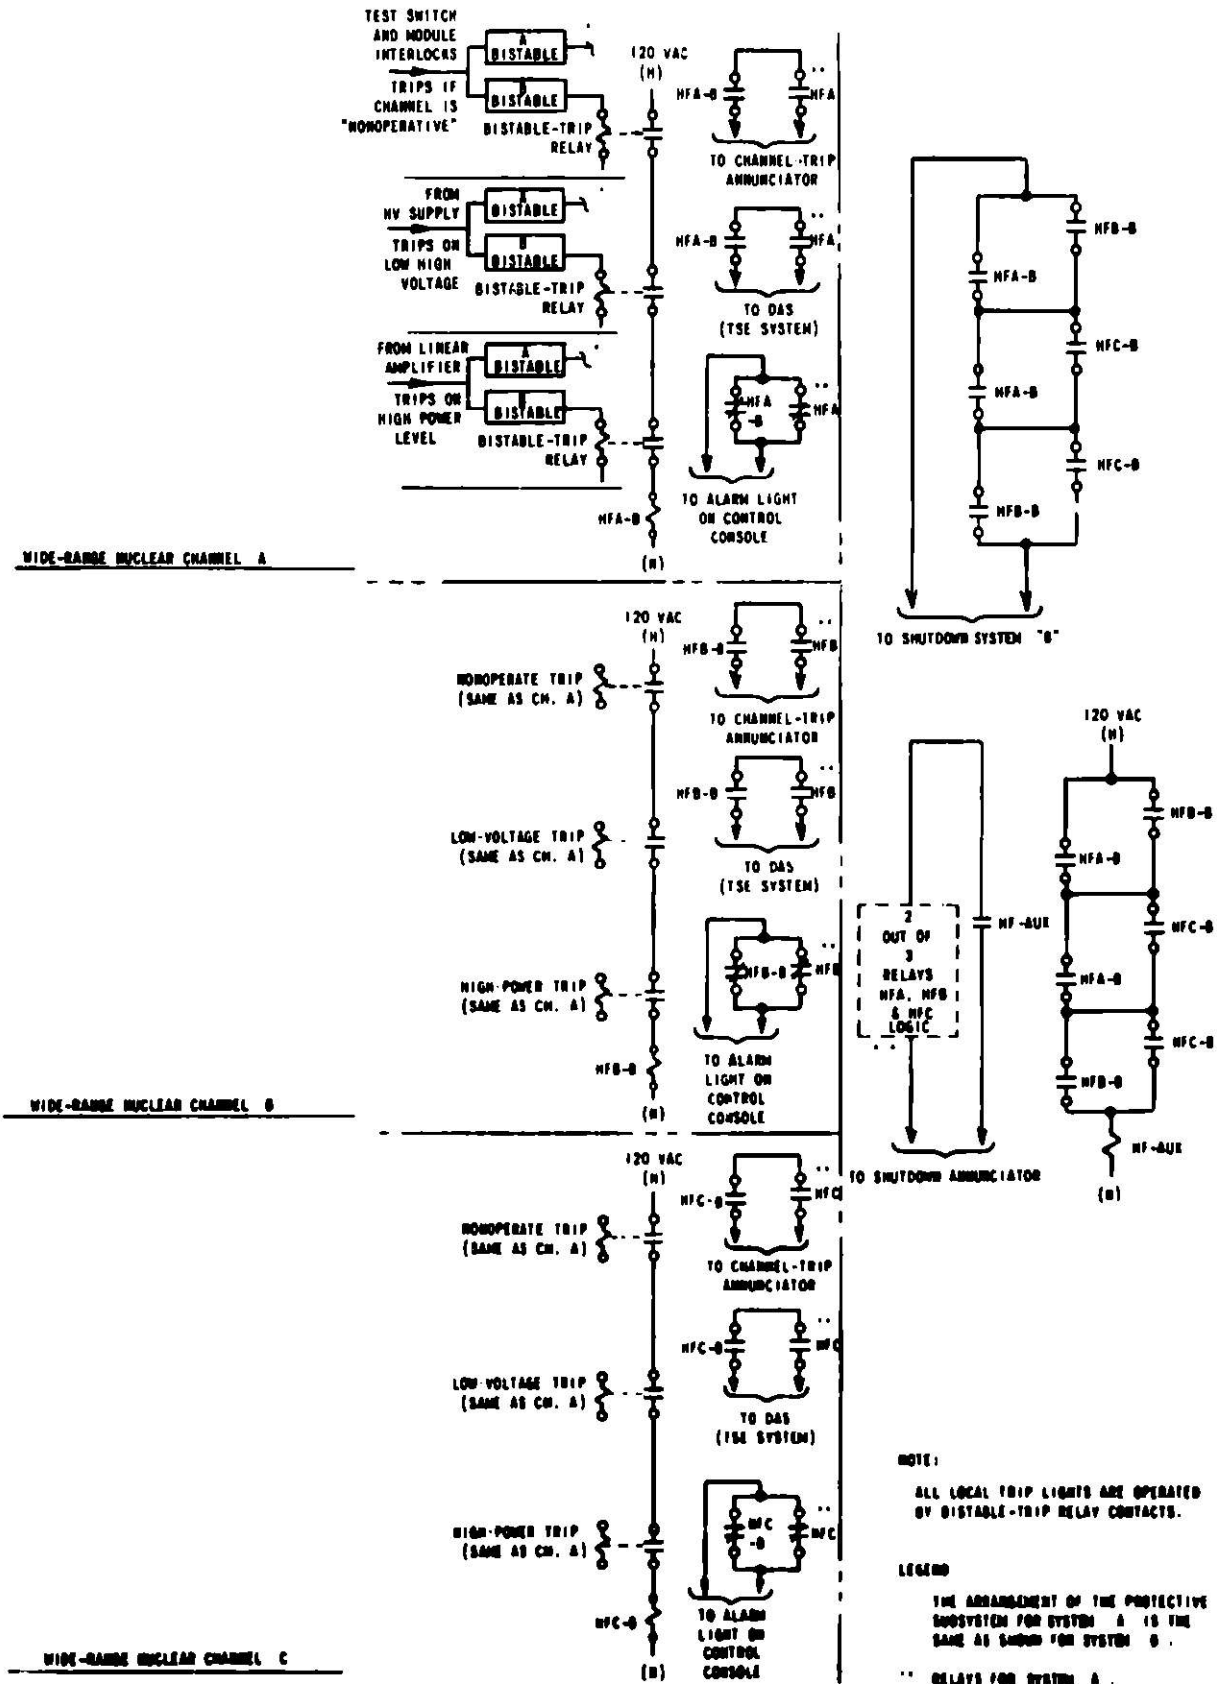 TEST SWITCH
AND MODULE
INTERLOCKS
TRIPS IF
CHANNEL IS
"NONOPERATIVE"
A
BISTABLE
B
BISTABLE
BISTABLE-TRIP
RELAY
120 VAC
(N)
NFA-B
NFA
TO CHANNEL-TRIP
ANNUNCIATOR
FROM
HV SUPPLY
TRIPS ON
LOW HIGH
VOLTAGE
A
BISTABLE
B
BISTABLE
BISTABLE-TRIP
RELAY
NFA-B
NFA
TO DAS
(TSE SYSTEM)
FROM LINEAR
AMPLIFIER
TRIPS ON
HIGH POWER
LEVEL
A
BISTABLE
B
BISTABLE
BISTABLE-TRIP
RELAY
NFA
-B
NFA
TO ALARM LIGHT
ON CONTROL
CONSOLE
NFA-B
(N)
WIDE-RANGE NUCLEAR CHANNEL A
NFB-B
NFA-B
NFC-B
NFA-B
NFC-B
NFB-B
TO SHUTDOWN SYSTEM "B"
120 VAC
(N)
NONOPERATE TRIP
(SAME AS CH. A)
NFB-B
NFB
TO CHANNEL-TRIP
ANNUNCIATOR
LOW-VOLTAGE TRIP
(SAME AS CH. A)
NFB-B
NFB
TO DAS
(TSE SYSTEM)
HIGH-POWER TRIP
(SAME AS CH. A)
NFB-B
NFB
TO ALARM
LIGHT ON
CONTROL
CONSOLE
NFB-B
(N)
WIDE-RANGE NUCLEAR CHANNEL B
120 VAC
(N)
NFB-B
NFA-B
NFC-B
NFA-B
NFC-B
NFB-B
NF-AUX
(N)
2
OUT OF
3
RELAYS
NFA, NFB
& NFC
LOGIC
NF-AUX
TO SHUTDOWN ANNUNCIATOR
120 VAC
(N)
NONOPERATE TRIP
(SAME AS CH. A)
NFC-B
NFC
TO CHANNEL-TRIP
ANNUNCIATOR
LOW-VOLTAGE TRIP
(SAME AS CH. A)
NFC-B
NFC
TO DAS
(TSE SYSTEM)
HIGH-POWER TRIP
(SAME AS CH. A)
NFC
-B
NFC
TO ALARM
LIGHT ON
CONTROL
CONSOLE
NFC-B
(N)
WIDE-RANGE NUCLEAR CHANNEL C
NOTE:
ALL LOCAL TRIP LIGHTS ARE OPERATED
BY BISTABLE-TRIP RELAY CONTACTS.
LEGEND
THE ARRANGEMENT OF THE PROTECTIVE
SUBSYSTEM FOR SYSTEM A IS THE
SAME AS SHOWN FOR SYSTEM B.
RELAYS FOR SYSTEM A.